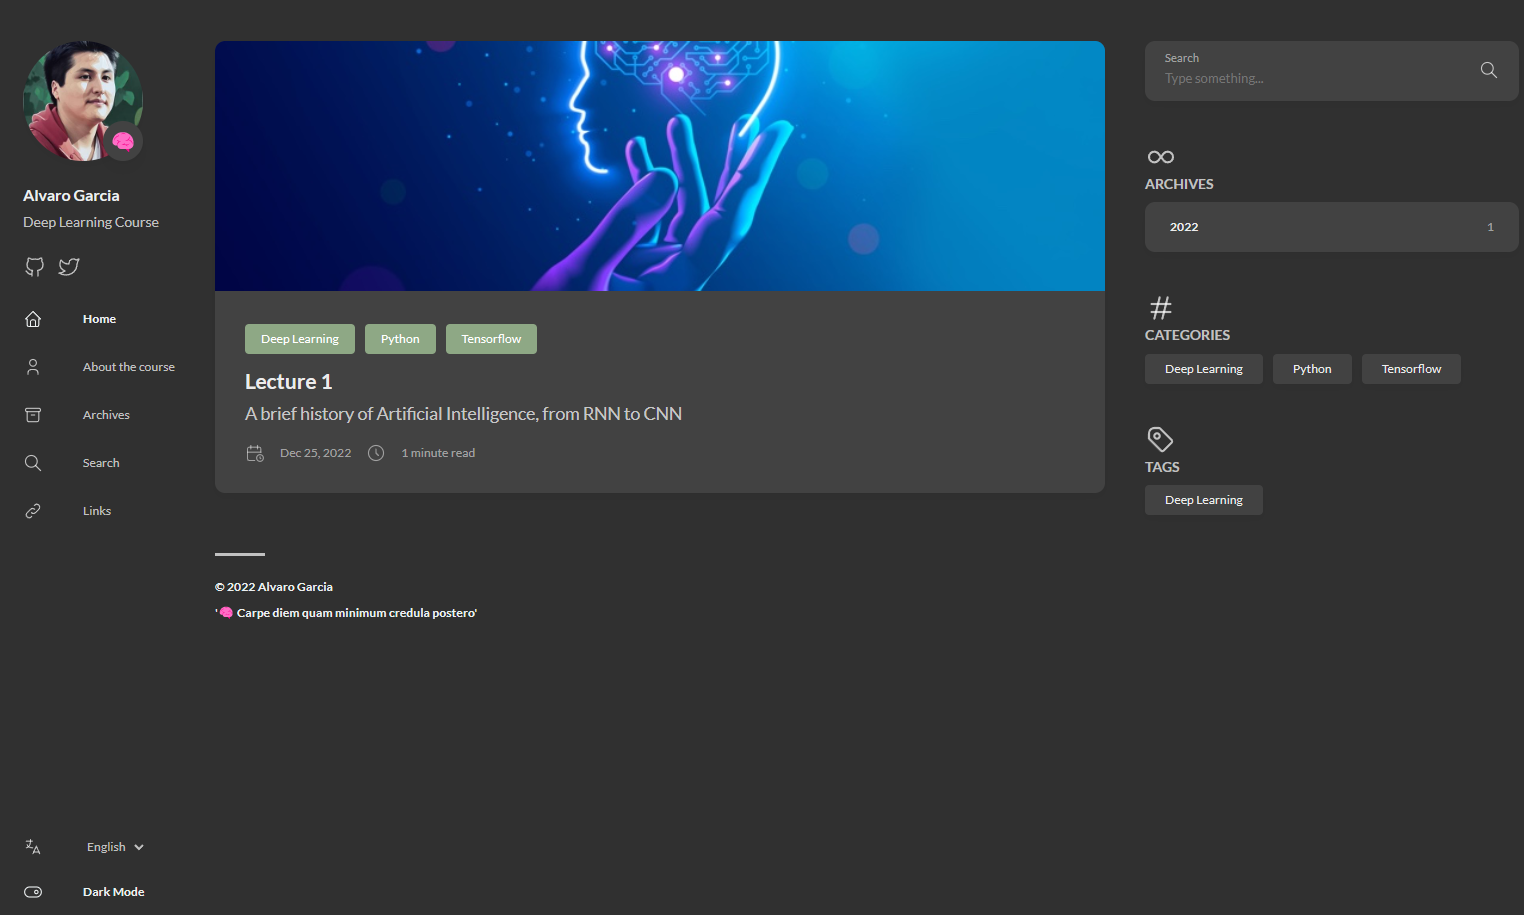 Alvaro Garcia
Deep Learning Course
Home
About the course
Archives
Search
Links
English
Dark Mode
Deep Learning Python Tensorflow
Lecture 1
A brief history of Artificial Intelligence, from RNN to CNN
Dec 25, 2022 1 minute read
© 2022 Alvaro Garcia
'🧠 Carpe diem quam minimum credula postero'
Search
Type something...
ARCHIVES
2022 1
CATEGORIES
Deep Learning Python Tensorflow
TAGS
Deep Learning